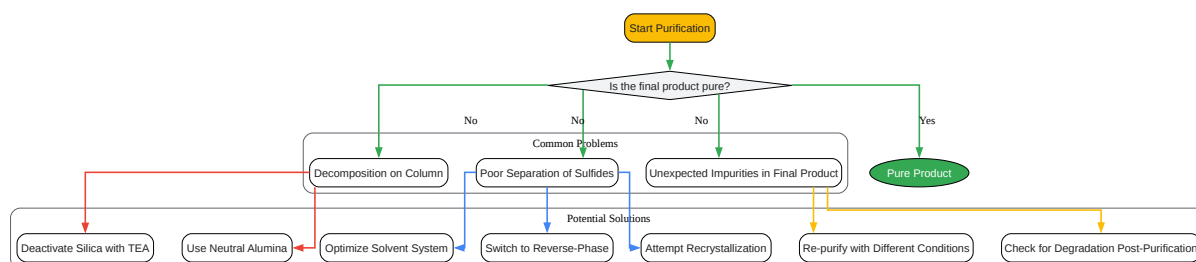 Start Purification
Is the final product pure?
No
No
No
Yes
Common Problems
Decomposition on Column
Poor Separation of Sulfides
Unexpected Impurities in Final Product
Pure Product
Potential Solutions
Deactivate Silica with TEA
Use Neutral Alumina
Optimize Solvent System
Switch to Reverse-Phase
Attempt Recrystallization
Re-purify with Different Conditions
Check for Degradation Post-Purification